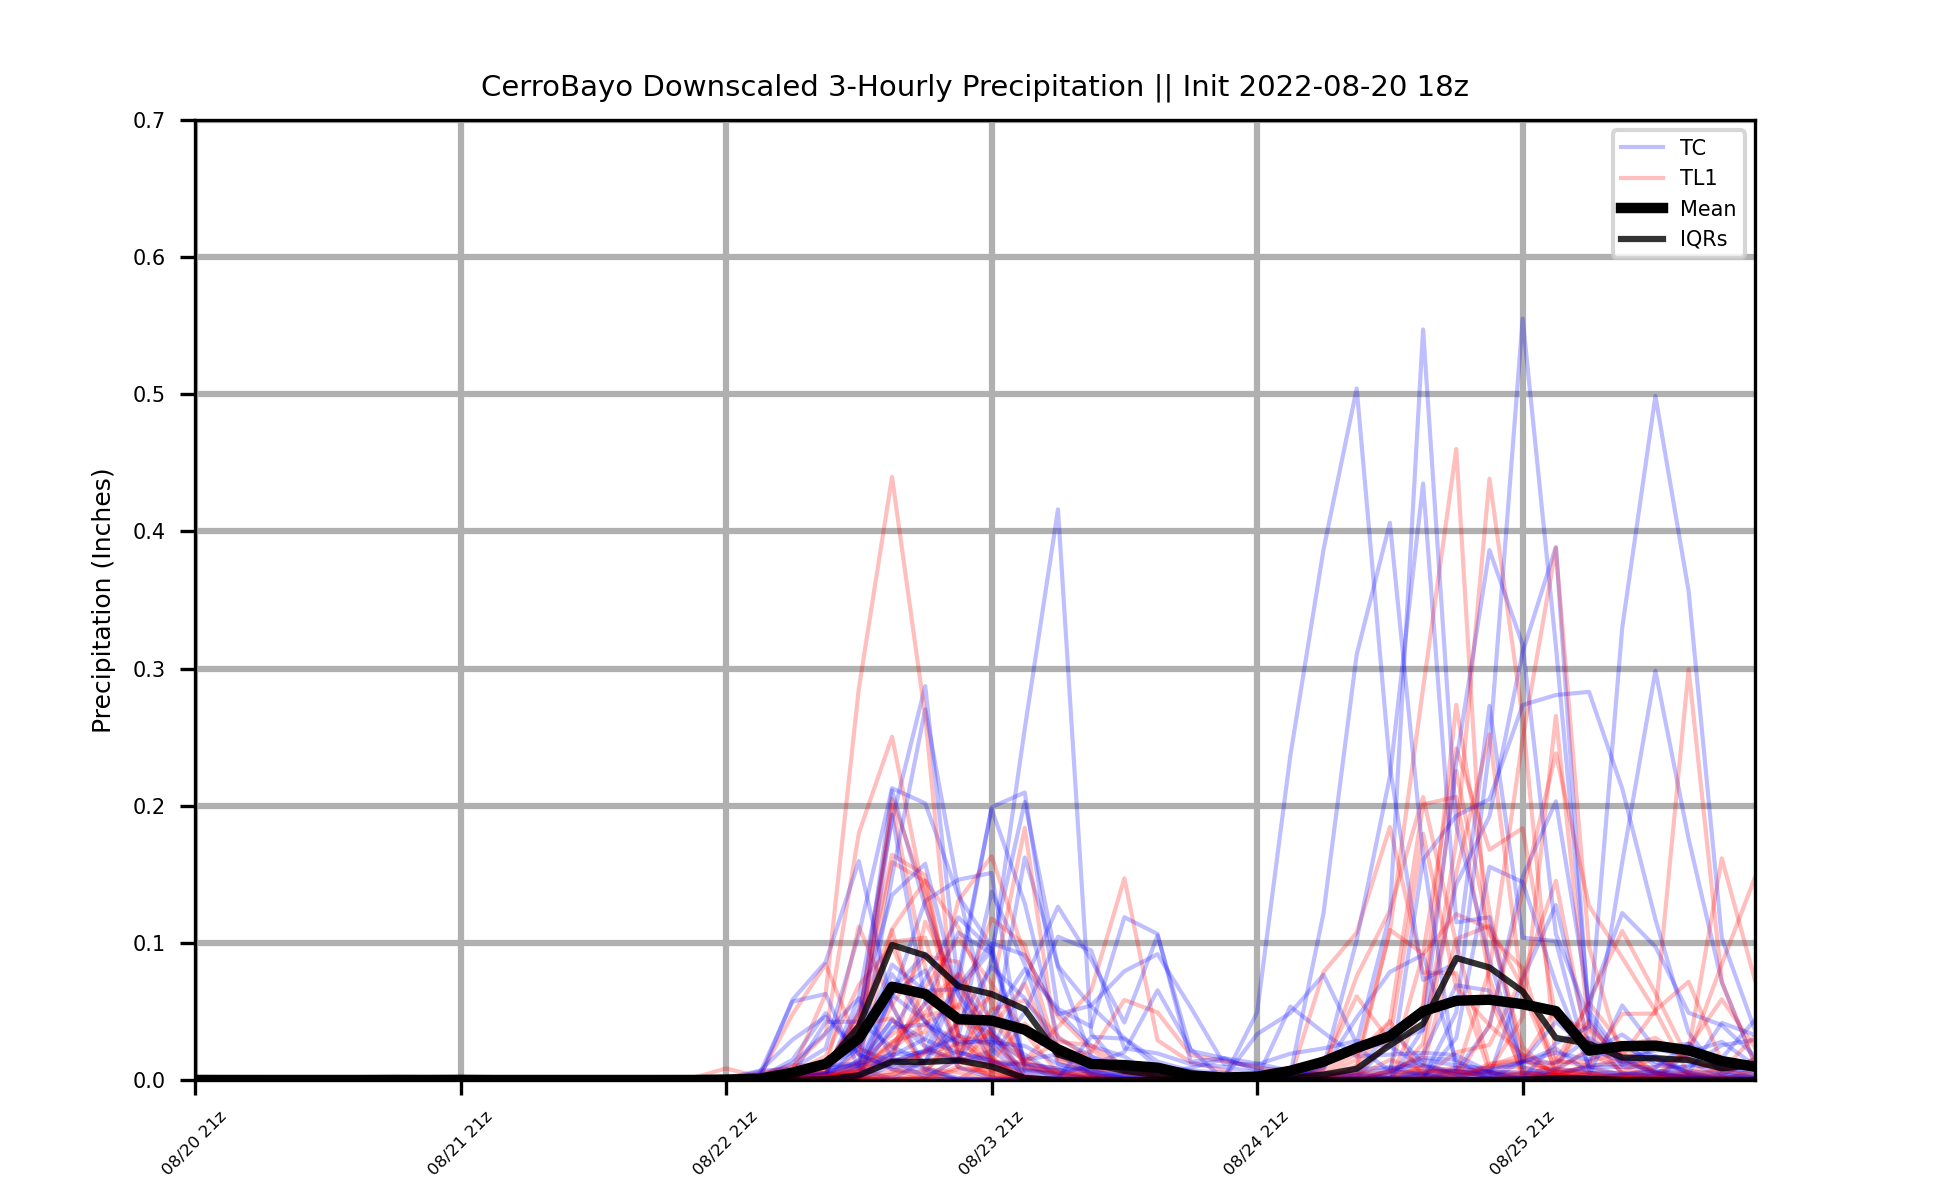 CerroBayo Downscaled 3-Hourly Precipitation || Init 2022-08-20 18z
TC
TL1
Mean
IQRs
Precipitation (Inches)
0.7
0.6
0.5
0.4
0.3
0.2
0.1
0.0
08/20 21z
08/21 21z
08/22 21z
08/23 21z
08/24 21z
08/25 21z